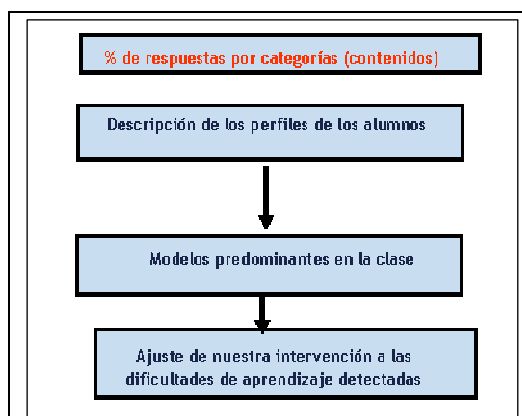 % de respuestas por categorías (contenidos)
Descripción de los perfiles de los alumnos
Modelos predominantes en la clase
Ajuste de nuestra intervención a las
dificultades de aprendizaje detectadas